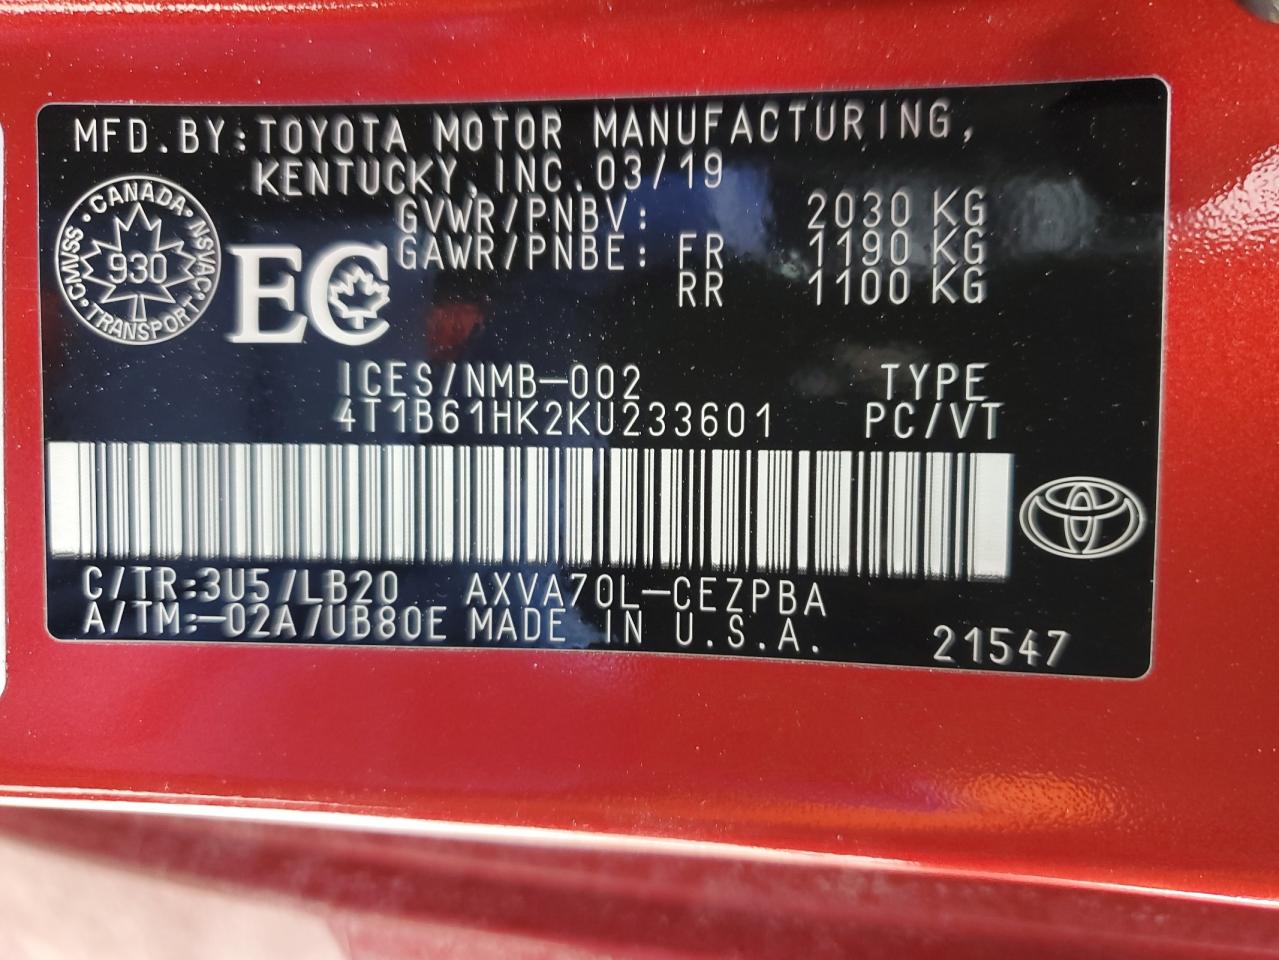 MFD.BY:TOYOTA MOTOR MANUFACTURING,
KENTUCKY,INC.03/19
GVWR/PNBV: 2030 KG
GAWR/PNBE: FR 1190 KG
RR 1100 KG
CANADA
NSVAC
TRANSPORT
CMVSS
930
EC
ICES/NMB-002 TYPE
4T1B61HK2KU233601 PC/VT
C/TR:3U5/LB20 AXVA70L-CEZPBA
A/TM:-02A/UB80E MADE IN U.S.A. 21547